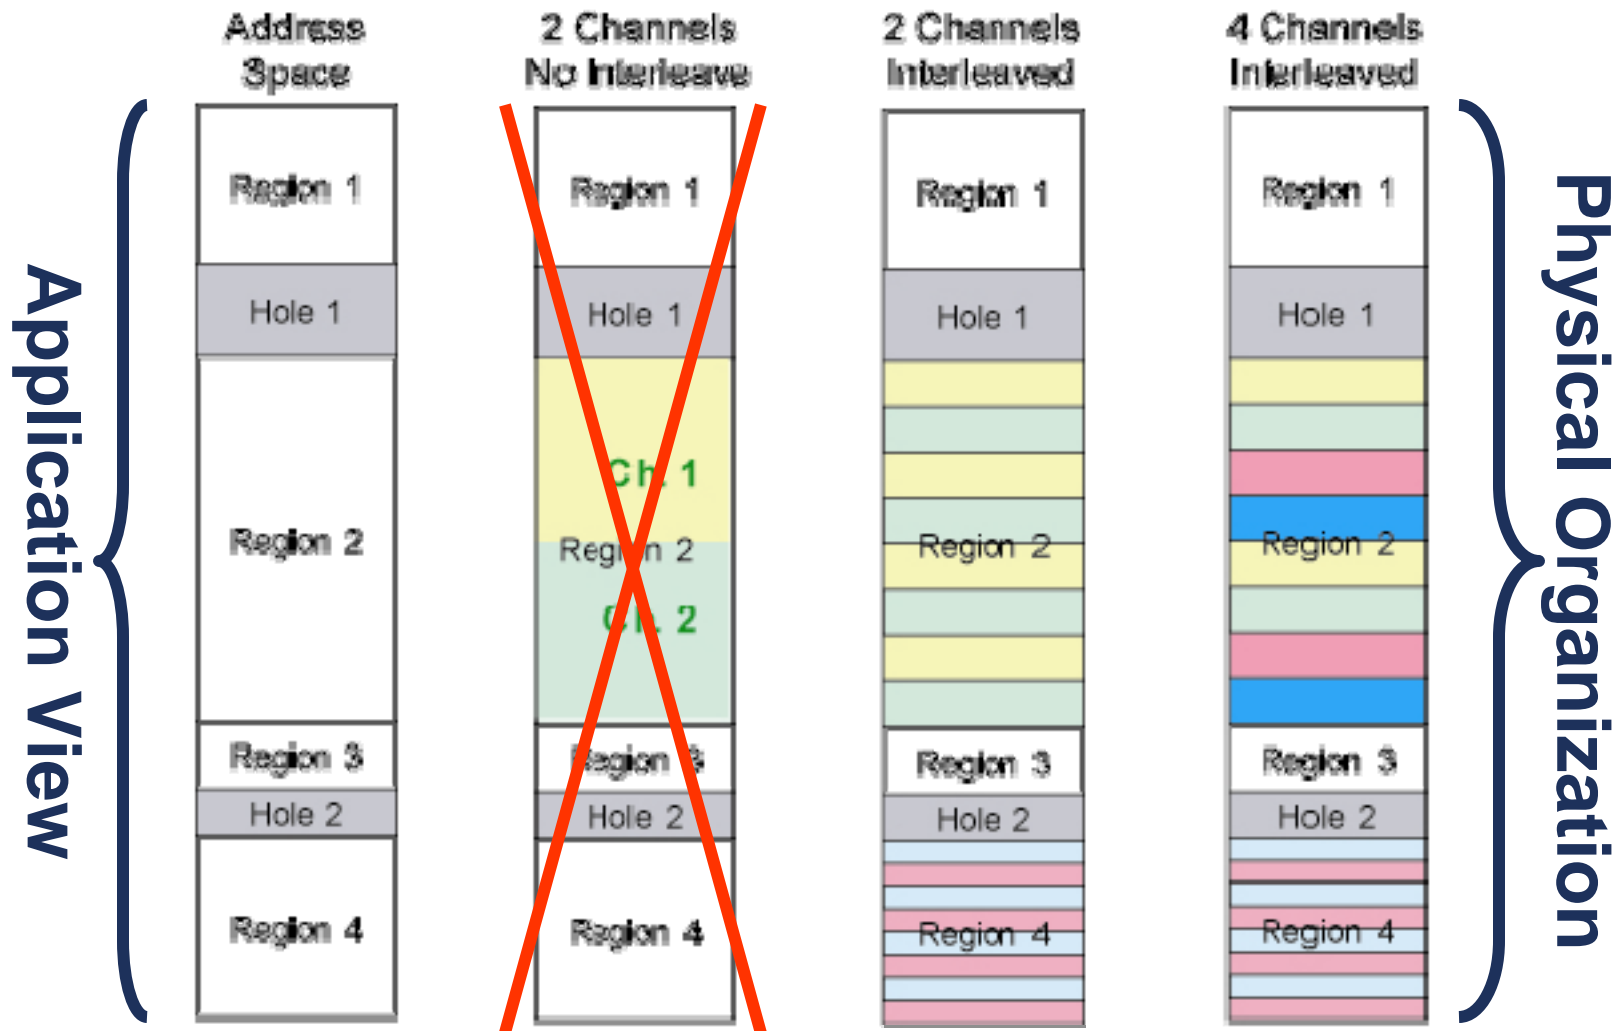 Address
Space
2 Channels
No Interleave
2 Channels
Interleaved
4 Channels
Interleaved
Application View
Region 1
Hole 1
Region 2
Region 3
Hole 2
Region 4
Region 1
Hole 1
Ch. 1
Region 2
Ch. 2
Region 3
Hole 2
Region 4
Region 1
Hole 1
Region 2
Region 3
Hole 2
Region 4
Region 1
Hole 1
Region 2
Region 3
Hole 2
Region 4
Physical Organization